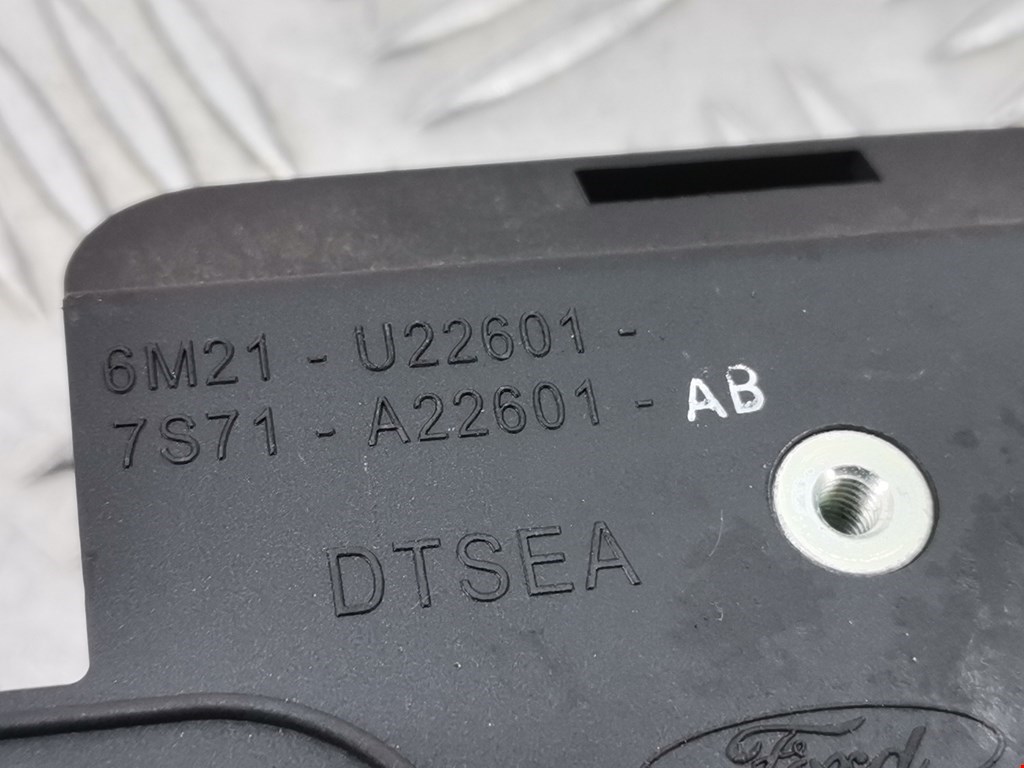 6M21 - U22601 -
7S71 - A22601 - AB
DTSEA
Ford